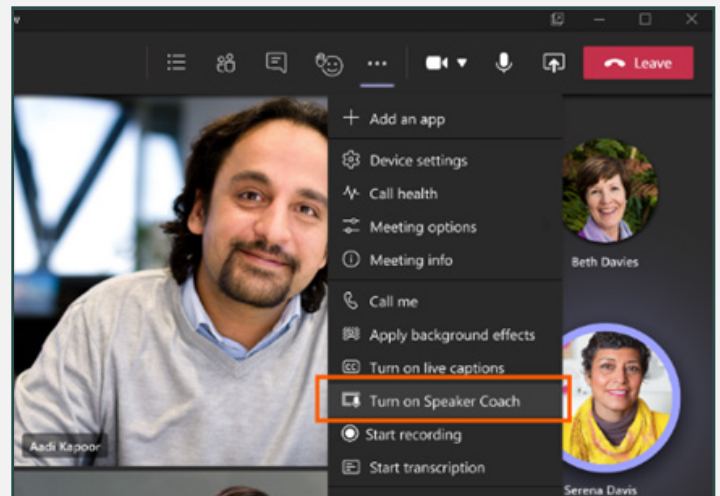 Leave
Add an app
Device settings
Call health
Meeting options
Meeting info
Call me
Apply background effects
CC Turn on live captions
Turn on Speaker Coach
Start recording
Start transcription
Aadi Kapoor
Beth Davies
Serena Davis